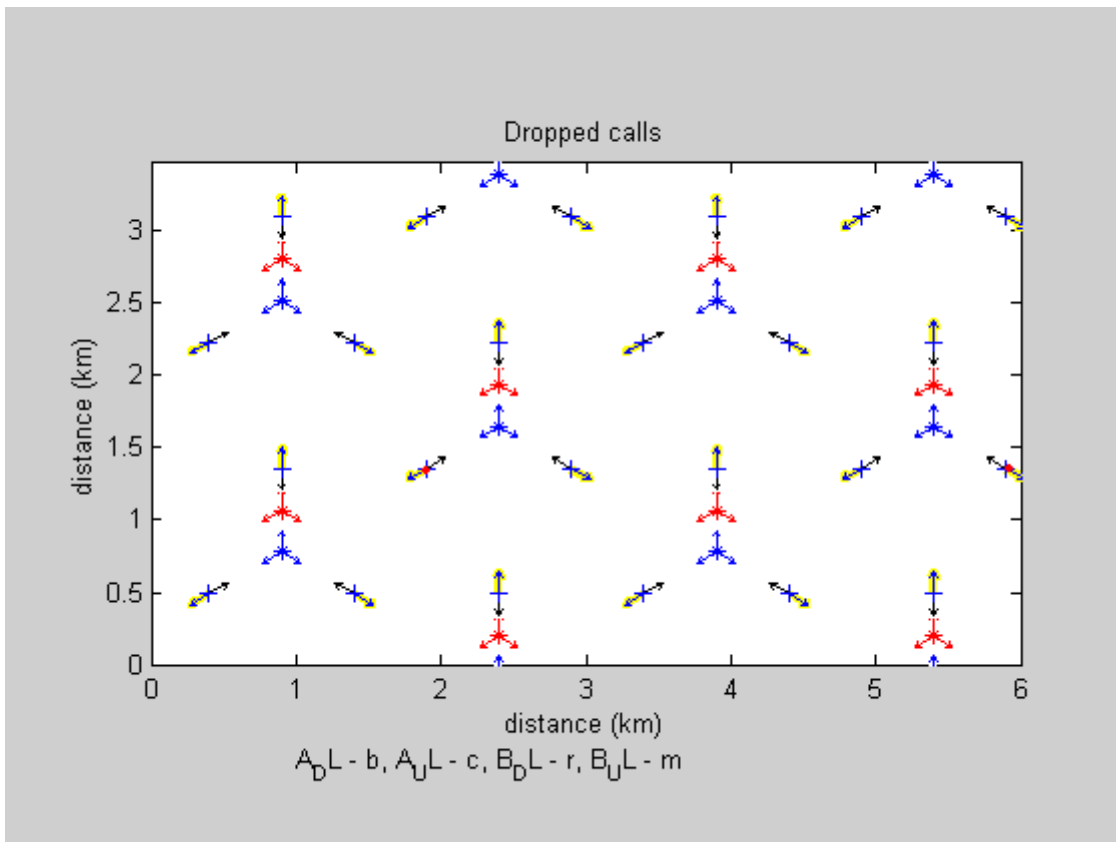 Dropped calls
3
2.5
2
1.5
1
0.5
0
0 1 2 3 4 5 6
distance (km)
distance (km)
A_DL - b, A_UL - c, B_DL - r, B_UL - m